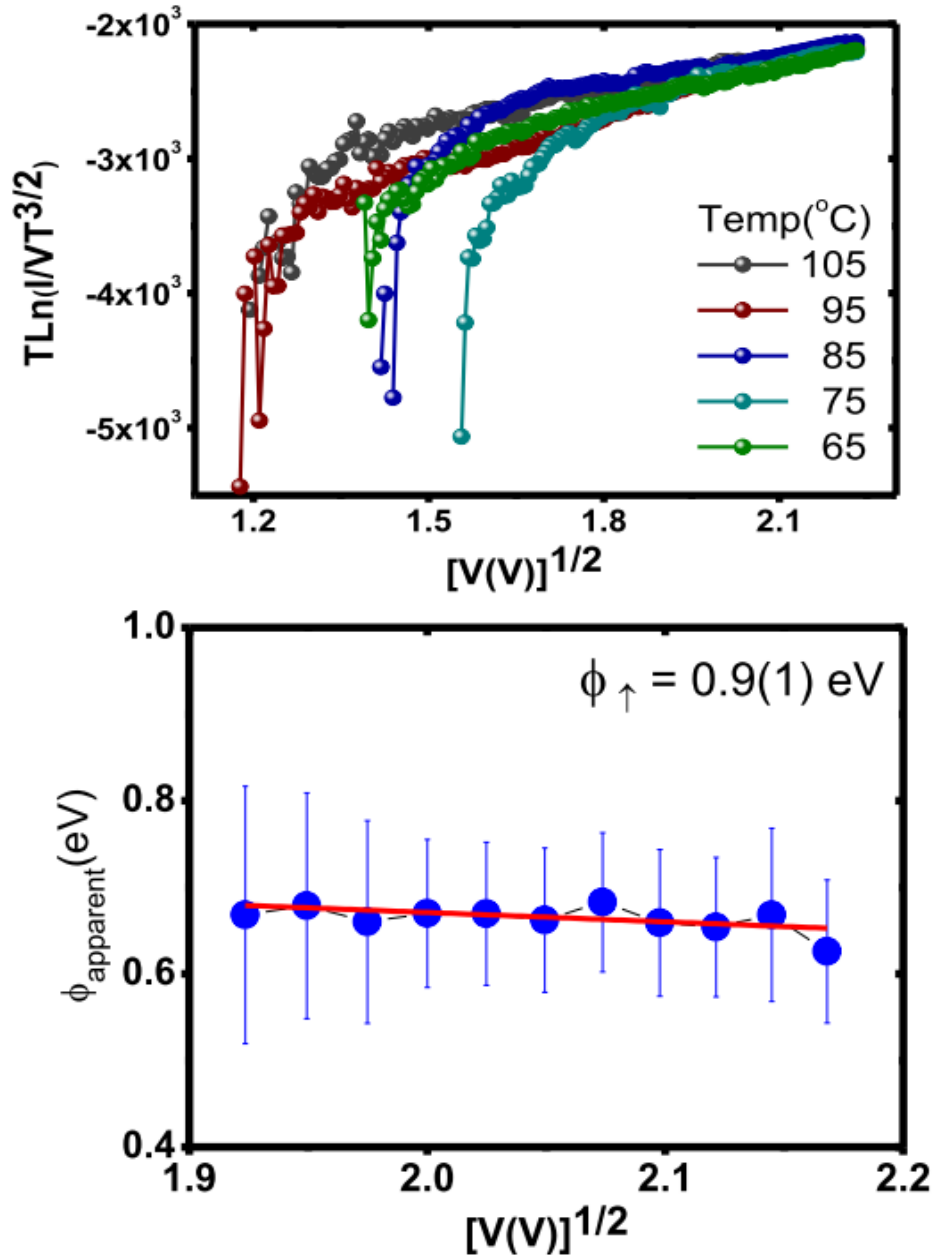 -2x10³
-3x10³
-4x10³
-5x10³
TLn(I/VT³/²)
Temp(°C)
105
95
85
75
65
1.2 1.5 1.8 2.1
[V(V)]¹/²
1.0
0.8
0.6
0.4
ϕapparent(eV)
ϕ↑ = 0.9(1) eV
1.9 2.0 2.1 2.2
[V(V)]¹/²